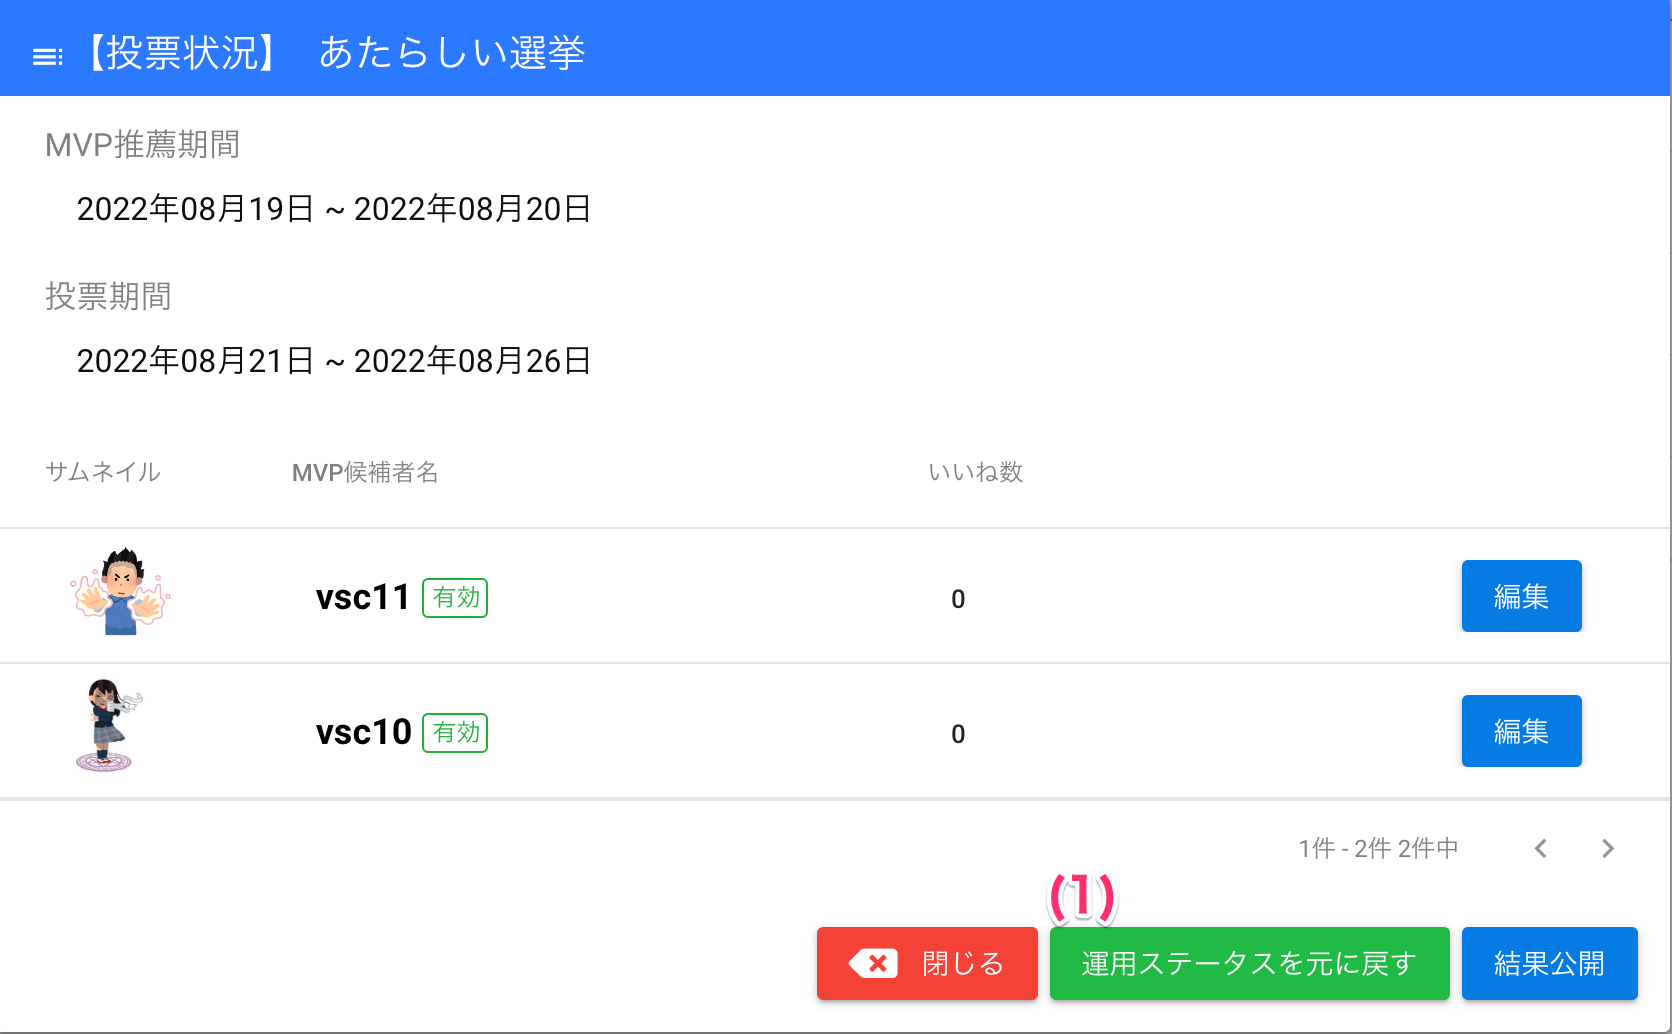 【投票状況】 あたらしい選挙
MVP推薦期間
2022年08月19日 ~ 2022年08月20日
投票期間
2022年08月21日 ~ 2022年08月26日
サムネイル MVP候補者名 いいね数
vsc11 有効 0 編集
vsc10 有効 0 編集
1件 - 2件 2件中
(1)
閉じる 運用ステータスを元に戻す 結果公開